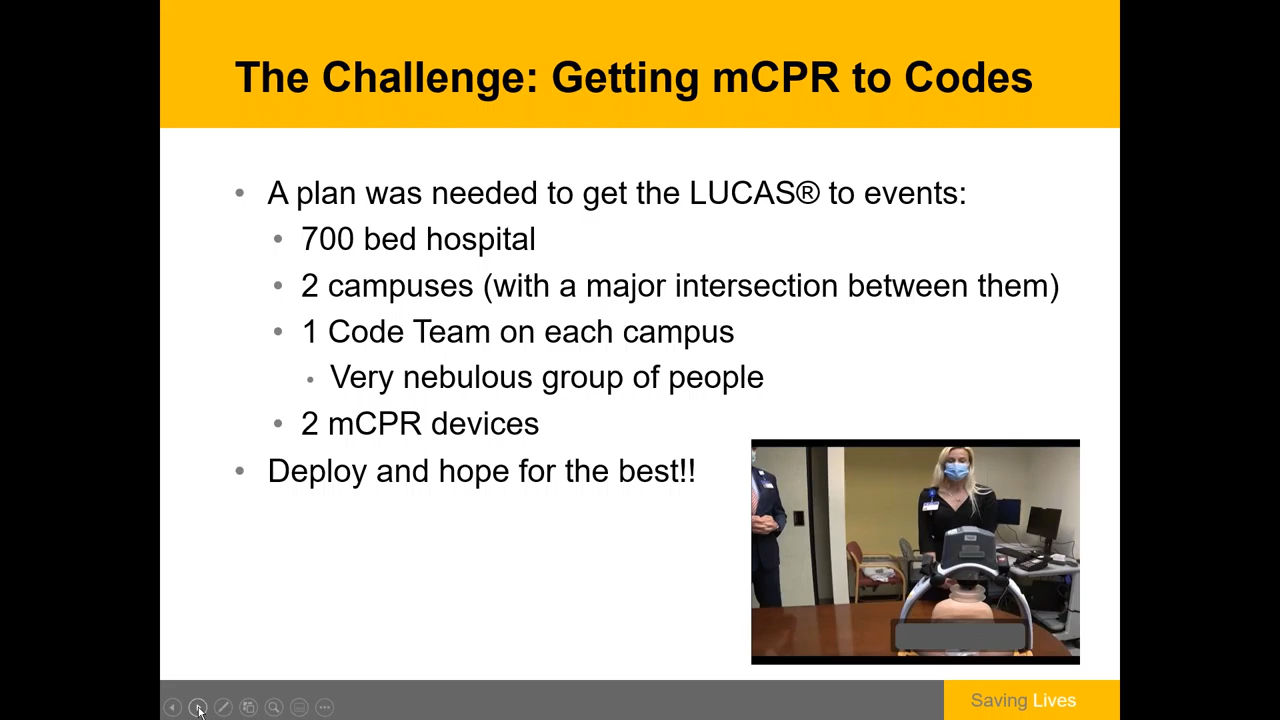 The Challenge: Getting mCPR to Codes
• A plan was needed to get the LUCAS® to events:
• 700 bed hospital
• 2 campuses (with a major intersection between them)
• 1 Code Team on each campus
• Very nebulous group of people
• 2 mCPR devices
• Deploy and hope for the best!!
Saving Lives